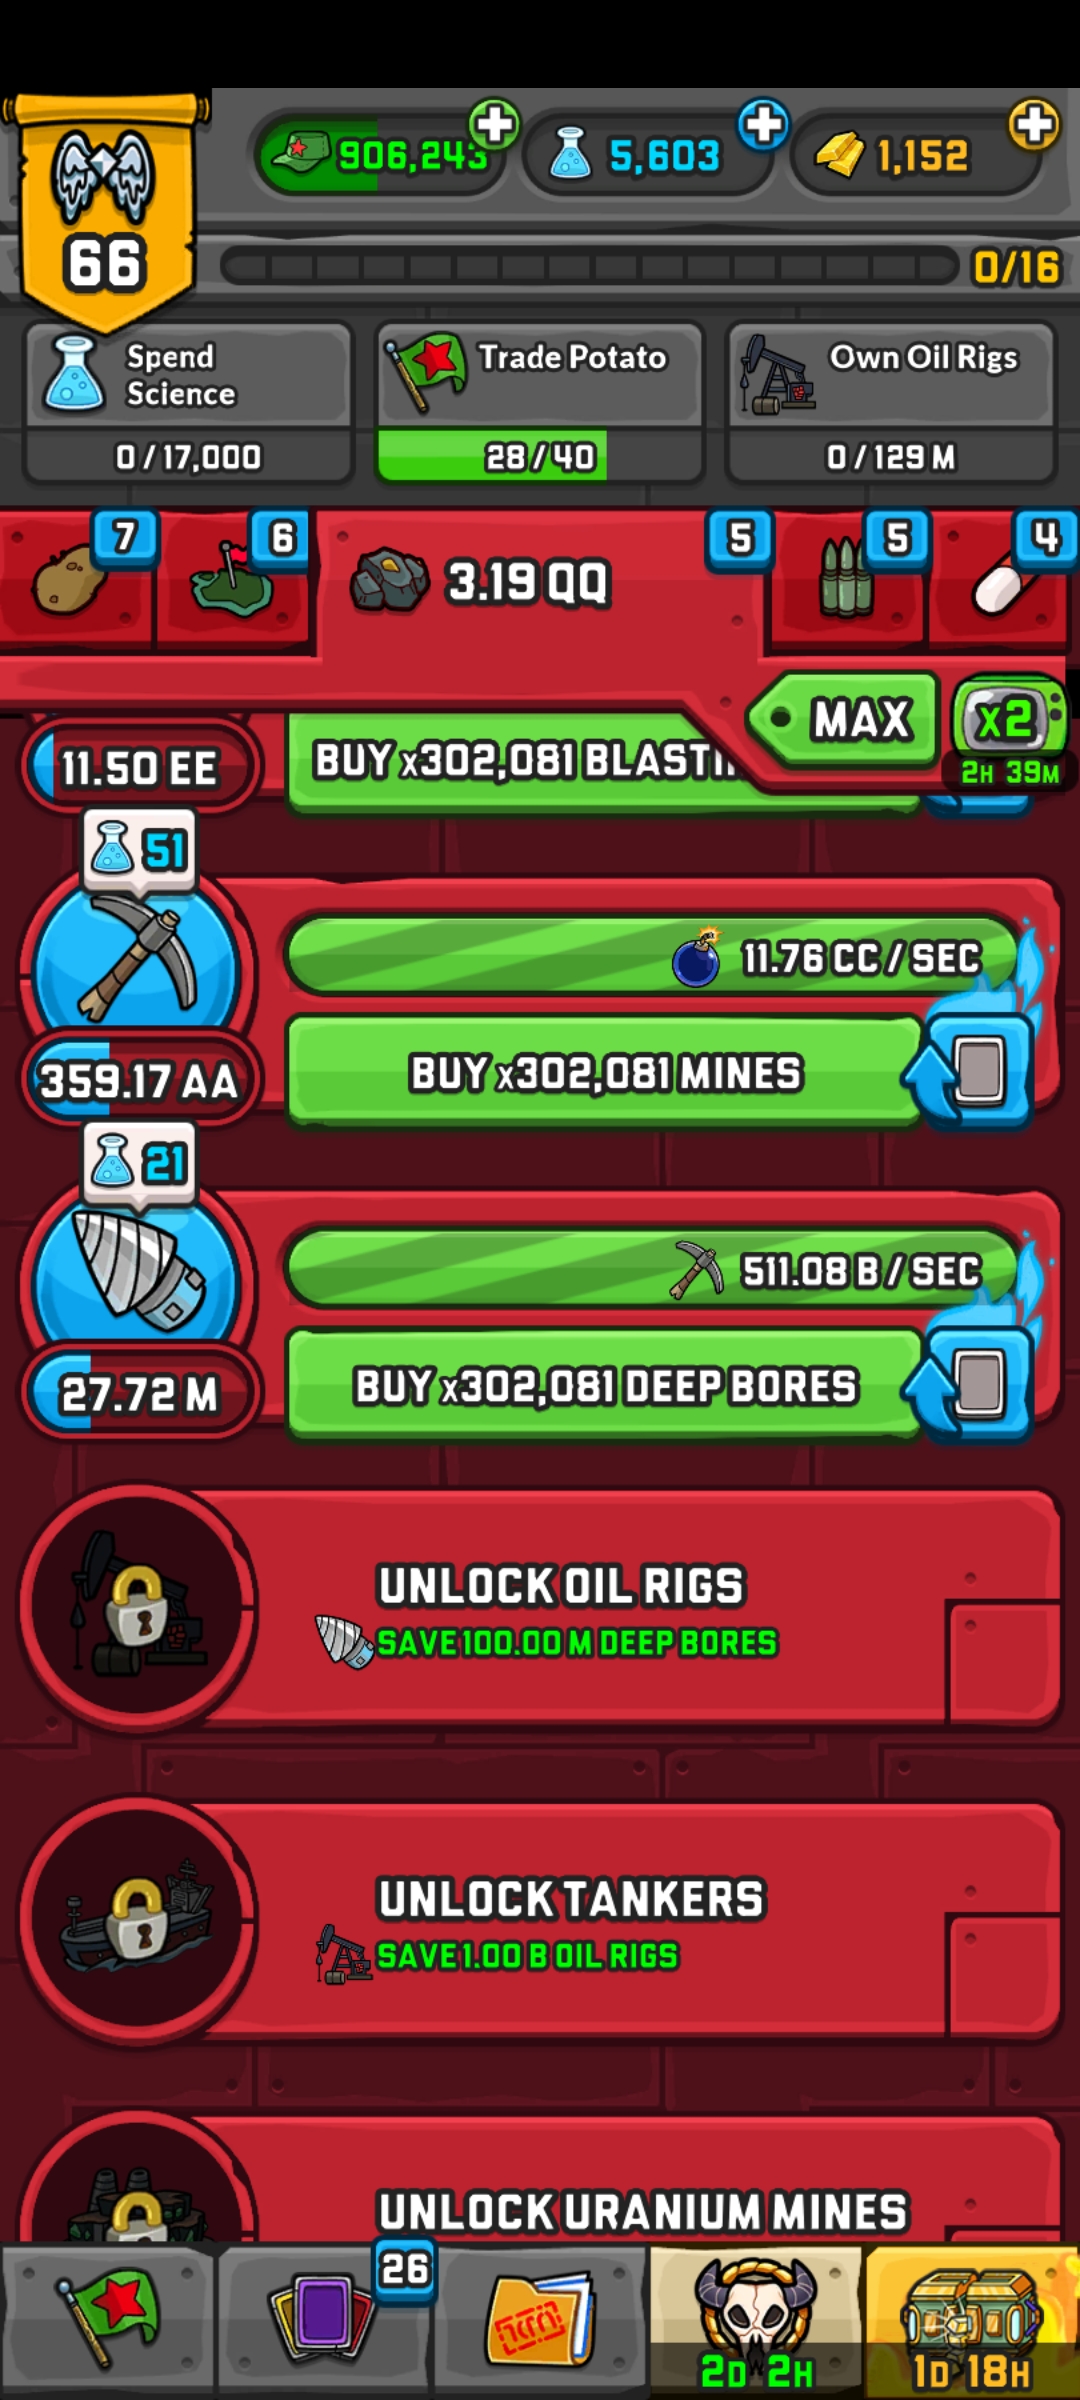 66
906,243
5,603
1,152
0/16
Spend
Science
0 / 17,000
Trade Potato
28 / 40
Own Oil Rigs
0 / 129 M
7
6
3.19 QQ
5
5
4
MAX
x2
2H 39M
11.50 EE
BUY x302,081
51
11.76 CC / SEC
BUY x302,081 MINES
359.17 AA
21
511.08 B / SEC
BUY x302,081 DEEP BORES
27.72 M
UNLOCK OIL RIGS
SAVE 100.00 M DEEP BORES
UNLOCK TANKERS
SAVE 1.00 B OIL RIGS
UNLOCK URANIUM MINES
26
2D 2H
1D 18H